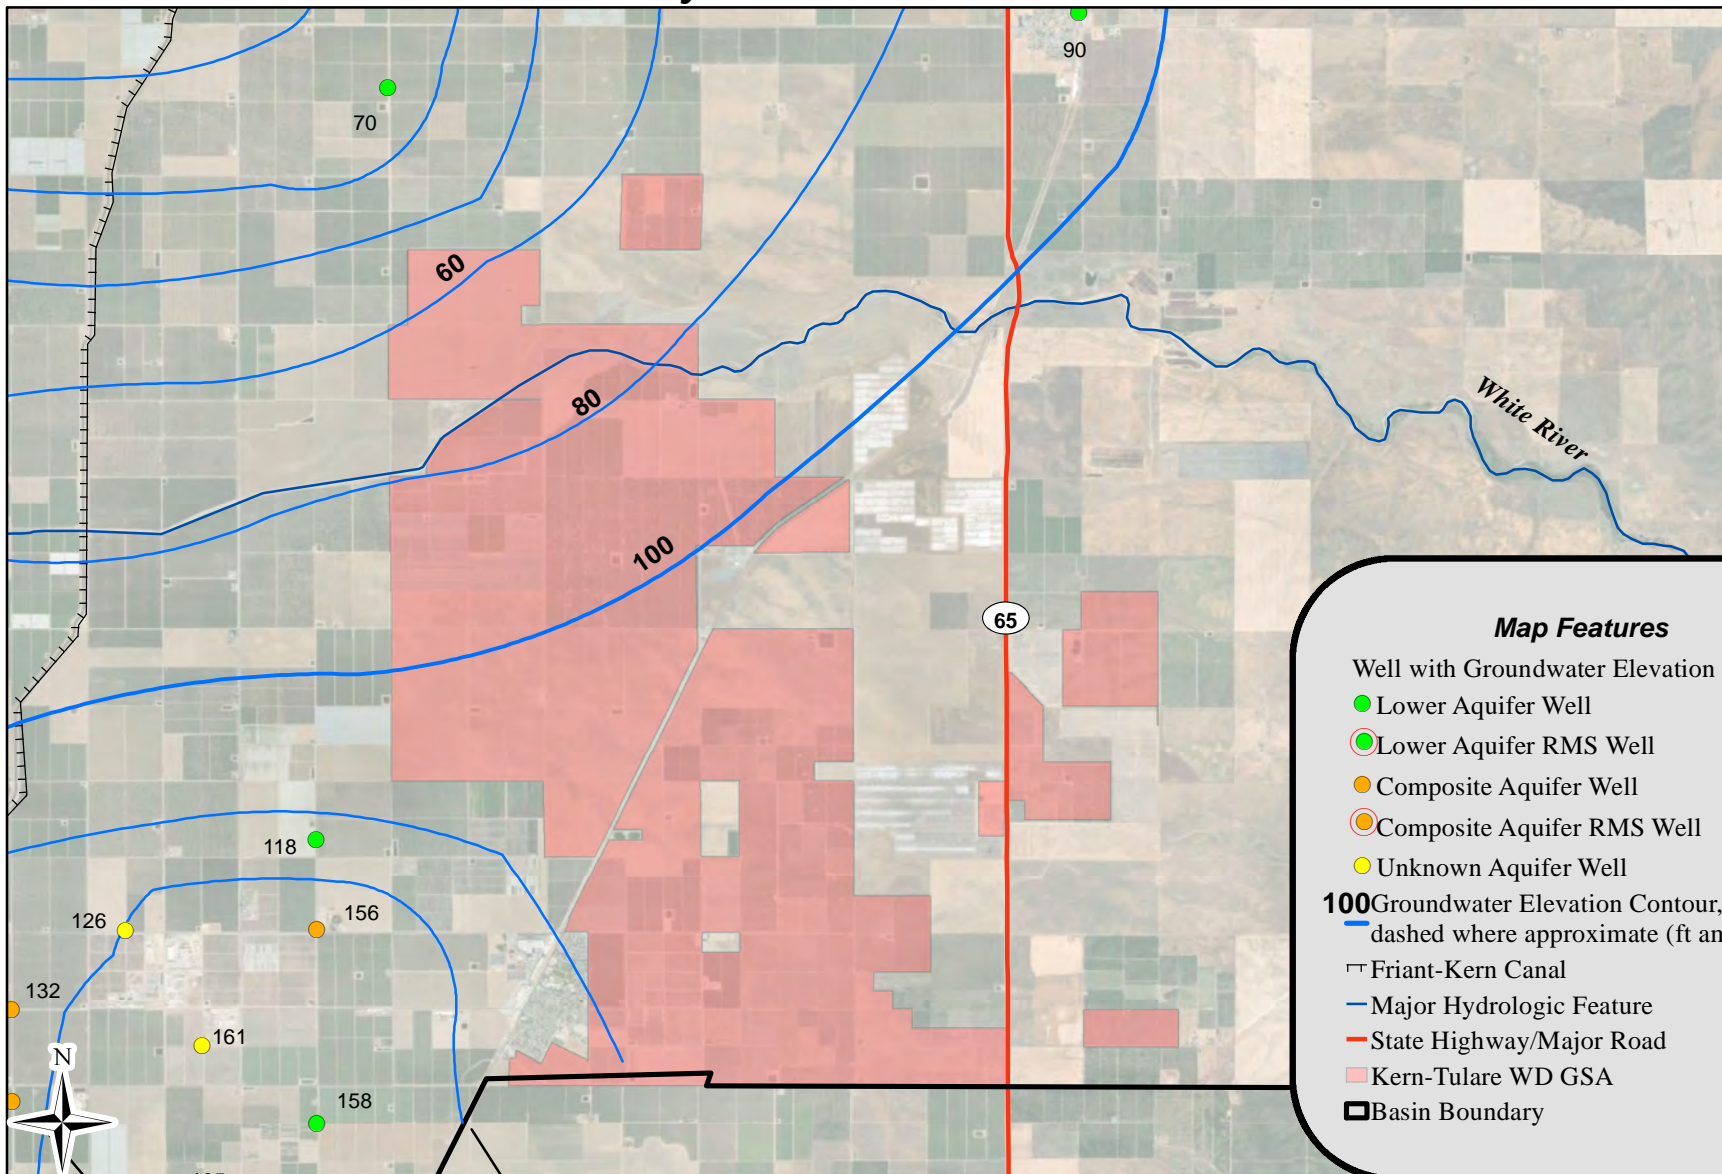 90
70
60
80
White River
100
65
118
126
156
132
161
158
N
Map Features
Well with Groundwater Elevation
Lower Aquifer Well
Lower Aquifer RMS Well
Composite Aquifer Well
Composite Aquifer RMS Well
Unknown Aquifer Well
100 Groundwater Elevation Contour,
dashed where approximate (ft
Friant-Kern Canal
Major Hydrologic Feature
State Highway/Major Road
Kern-Tulare WD GSA
Basin Boundary